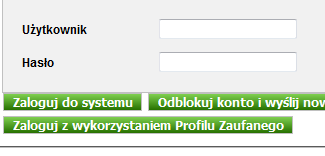 Użytkownik
Hasło
Zaloguj do systemu Odblokuj konto i wyślij
Zaloguj z wykorzystaniem Profilu Zaufanego